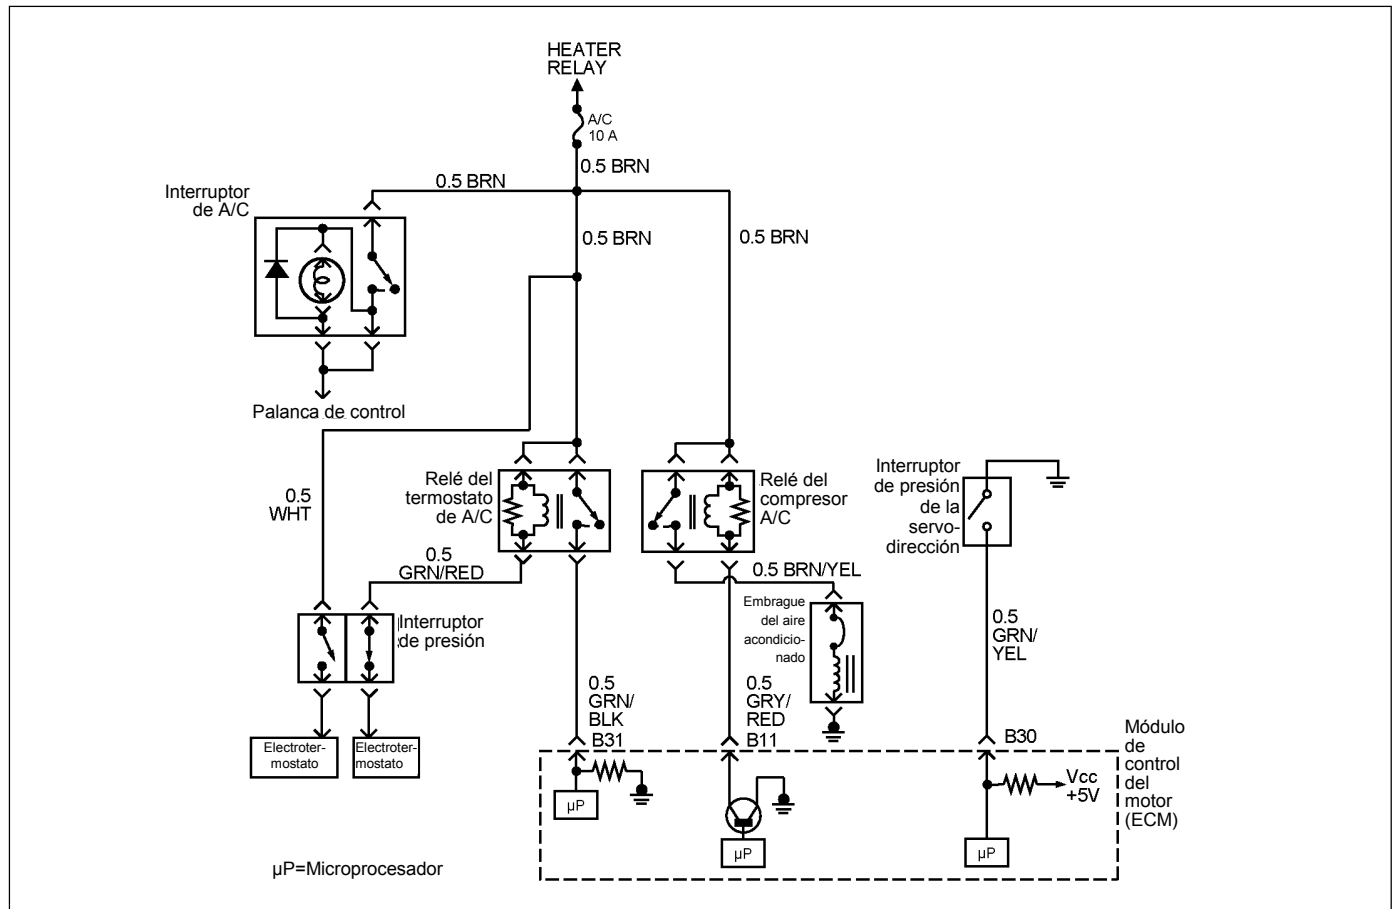 HEATER
RELAY
A/C
10 A
0.5 BRN
0.5 BRN
Interruptor
de A/C
0.5 BRN
0.5 BRN
Palanca de control
Relé del
termostato
de A/C
Relé del
compresor
A/C
Interruptor
de presión
de la
servo-
dirección
0.5
WHT
0.5
GRN/RED
0.5 BRN/YEL
Interruptor
de presión
Embrague
del aire
acondicio-
nado
0.5
GRN/
YEL
0.5
GRN/
BLK
0.5
GRY/
RED
B31
B11
B30
Electroter-
mostato
Electroter-
mostato
Módulo
de
control
del
motor
(ECM)
Vcc
+5V
µP
µP
µP
µP=Microprocesador